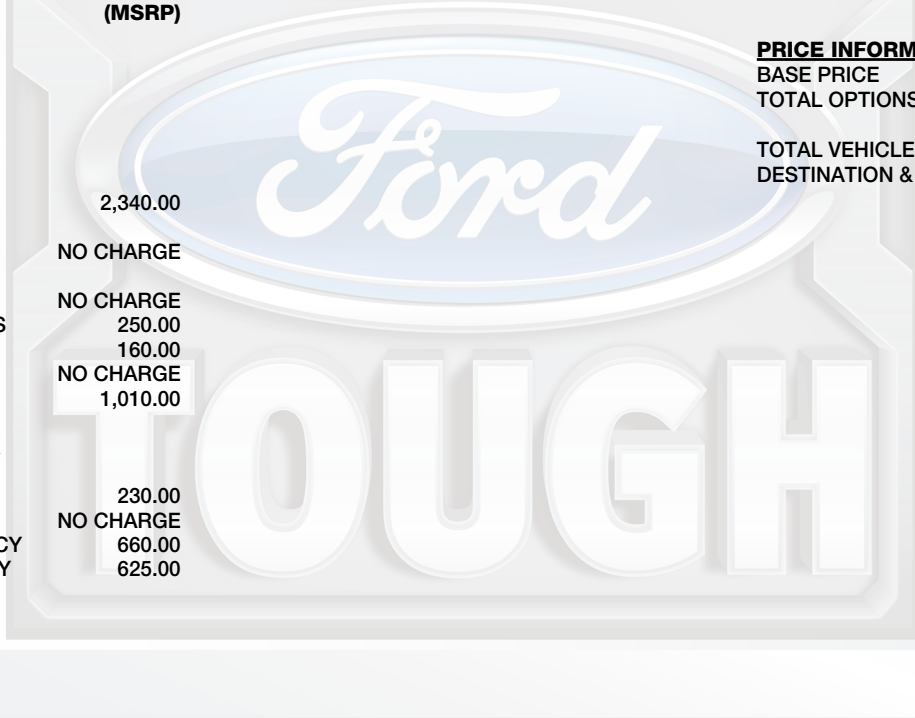 (MSRP)
2,340.00
NO CHARGE
NO CHARGE
S 250.00
160.00
NO CHARGE
1,010.00
230.00
NO CHARGE
CY 660.00
Y 625.00
PRICE INFORM
BASE PRICE
TOTAL OPTIONS
TOTAL VEHICLE
DESTINATION &
Ford
TOUGH